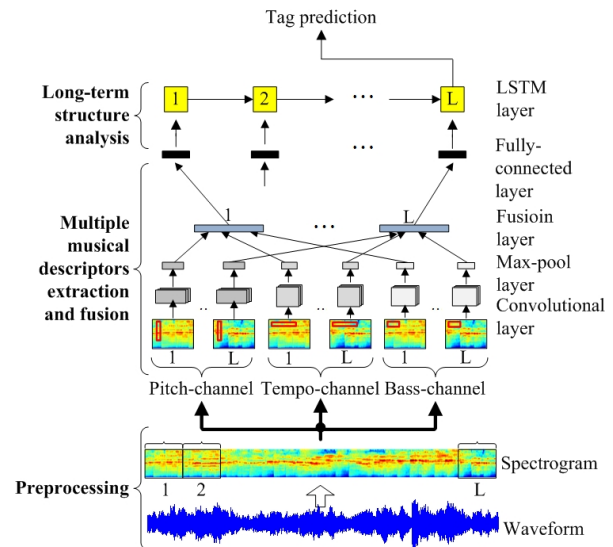 Tag prediction
Long-term
structure
analysis
1
2
...
L
LSTM
layer
...
Fully-
connected
layer
Multiple
musical
descriptors
extraction
and fusion
1
...
L
Fusioin
layer
Max-pool
layer
..
..
..
Convolutional
layer
1
L
1
L
1
L
Pitch-channel
Tempo-channel
Bass-channel
Preprocessing
Spectrogram
1
2
L
Waveform